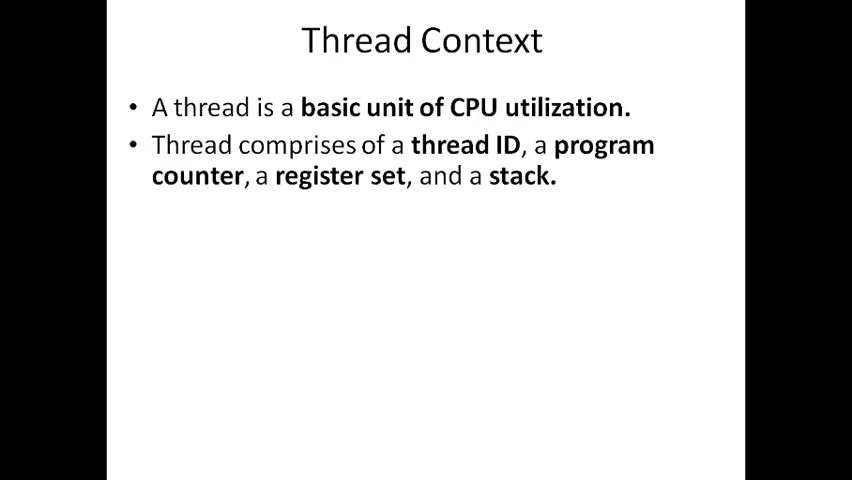 Thread Context
• A thread is a basic unit of CPU utilization.
• Thread comprises of a thread ID, a program
counter, a register set, and a stack.